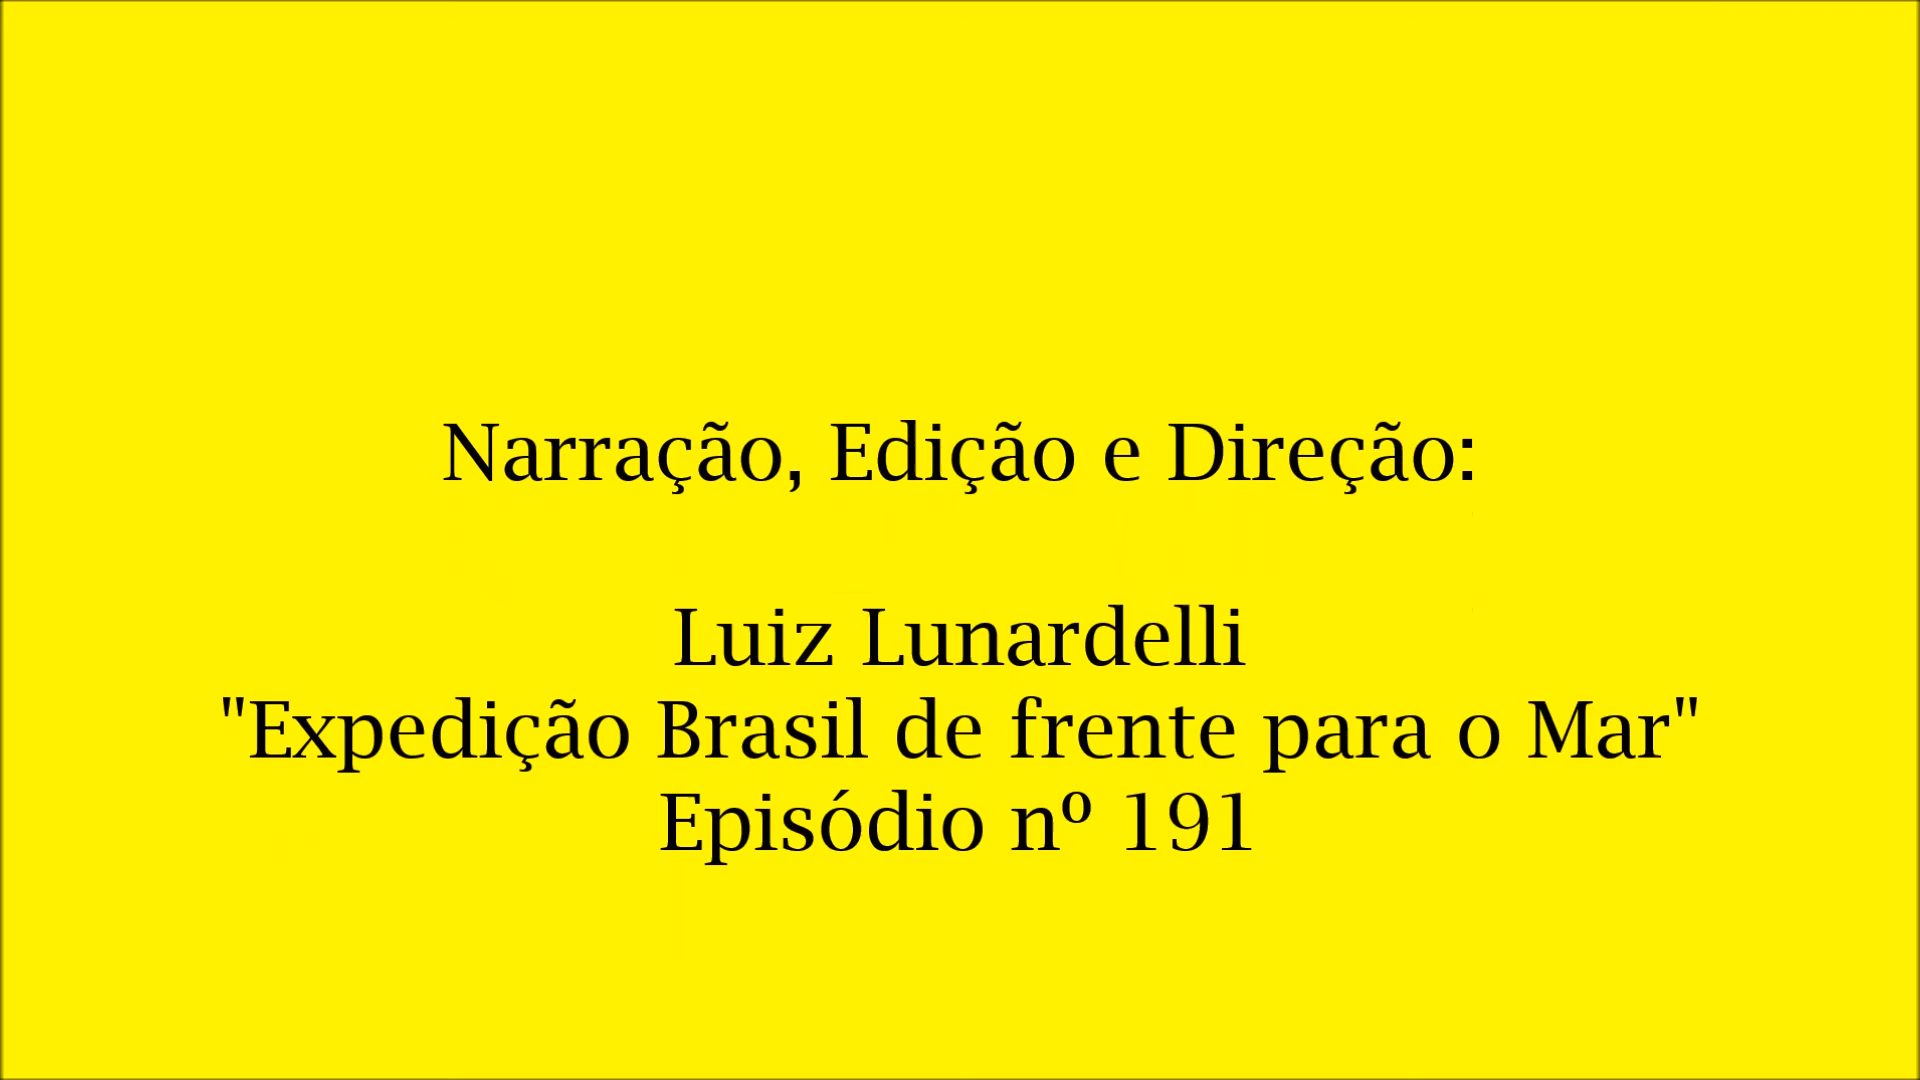 Narração, Edição e Direção:
Luiz Lunardelli
"Expedição Brasil de frente para o Mar"
Episódio nº 191